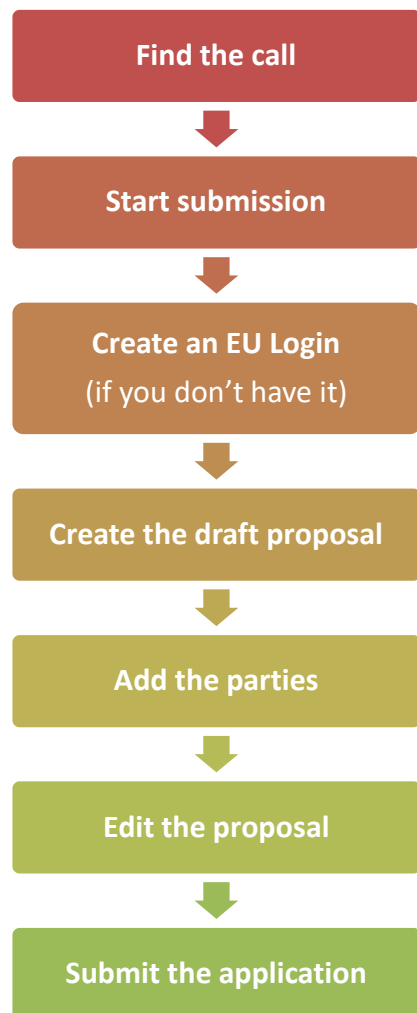 Find the call
Start submission
Create an EU Login
(if you don’t have it)
Create the draft proposal
Add the parties
Edit the proposal
Submit the application